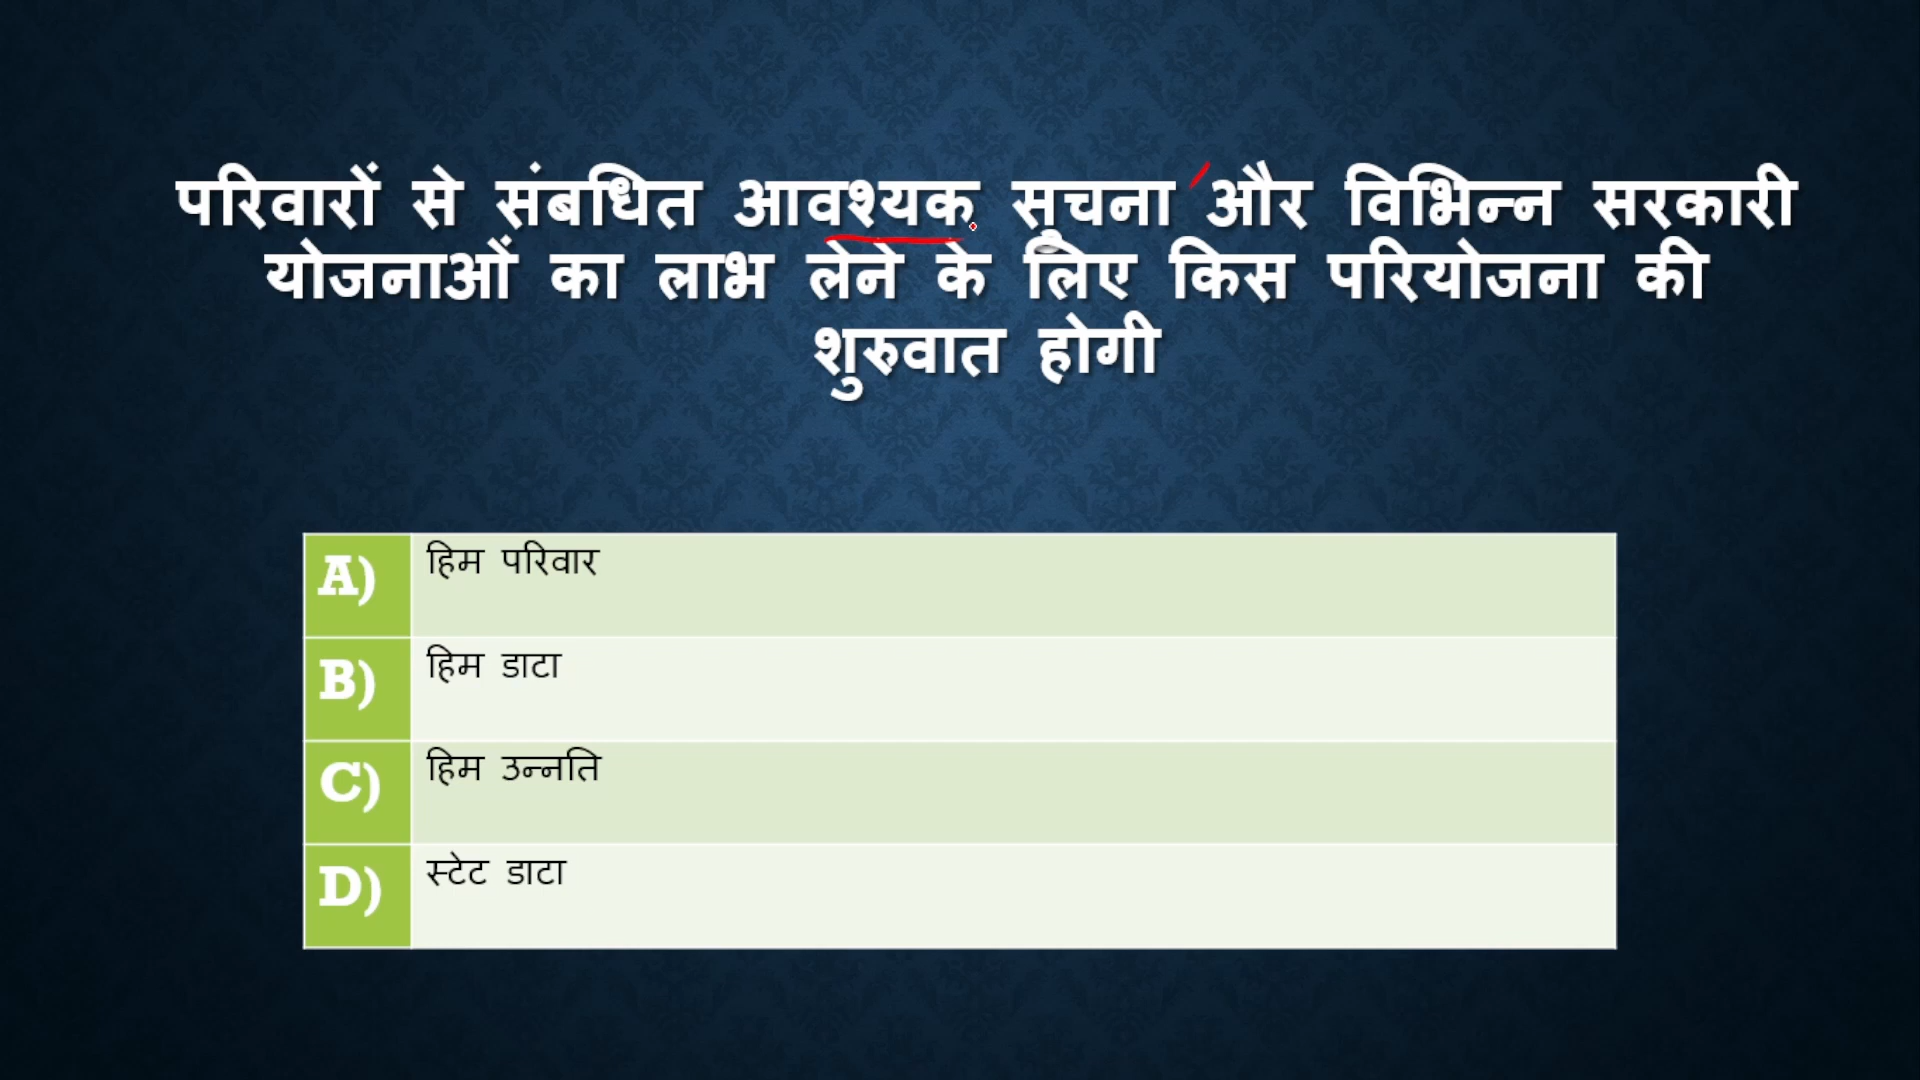 परिवारों से संबधित आवश्यक सुचना और विभिन्न सरकारी
योजनाओं का लाभ लेने के लिए किस परियोजना की
शुरुवात होगी
A) हिम परिवार
B) हिम डाटा
C) हिम उन्नति
D) स्टेट डाटा